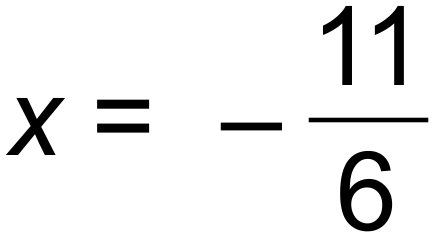 x = - 11/6